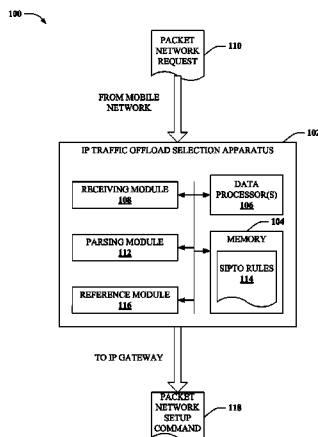 100
PACKET
NETWORK
REQUEST
110
FROM MOBILE
NETWORK
102
IP TRAFFIC OFFLOAD SELECTION APPARATUS
RECEIVING MODULE
108
DATA
PROCESSOR(S)
106
104
PARSING MODULE
112
MEMORY
SIPTO RULES
114
REFERENCE MODULE
116
TO IP GATEWAY
PACKET
NETWORK
SETUP
COMMAND
118